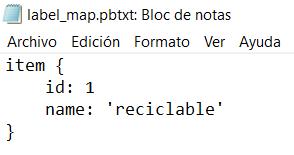 label_map.pbtxt: Bloc de notas
Archivo Edición Formato Ver Ayuda
item {
    id: 1
    name: 'reciclable'
}